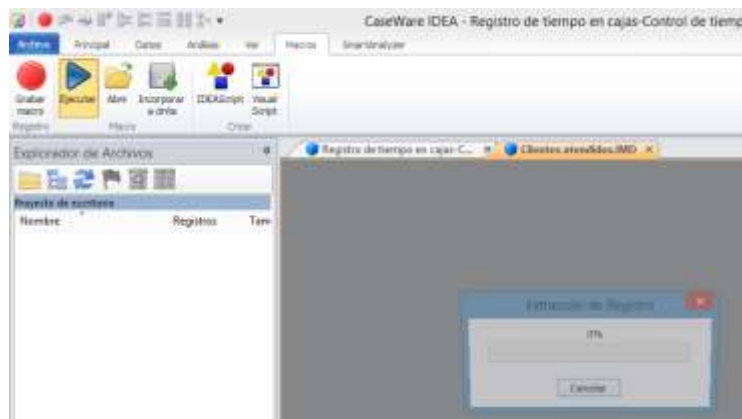 CaseWare IDEA - Registro de tiempo en cajas-Control de tiemp
Archivo Principal Datos Análisis Ver Macros SmartAnalyzer
Grabar macro Ejecutar Abrir Incorporar a cinta IDEAScript Visual Script
Registro Macro Crear
Explorador de Archivos
Registro de tiempo en cajas-C... Clientes atendidos.IMD
Proyecto de escritorio
Nombre Registros Tam
Extracción de Registro
0%
Cancelar